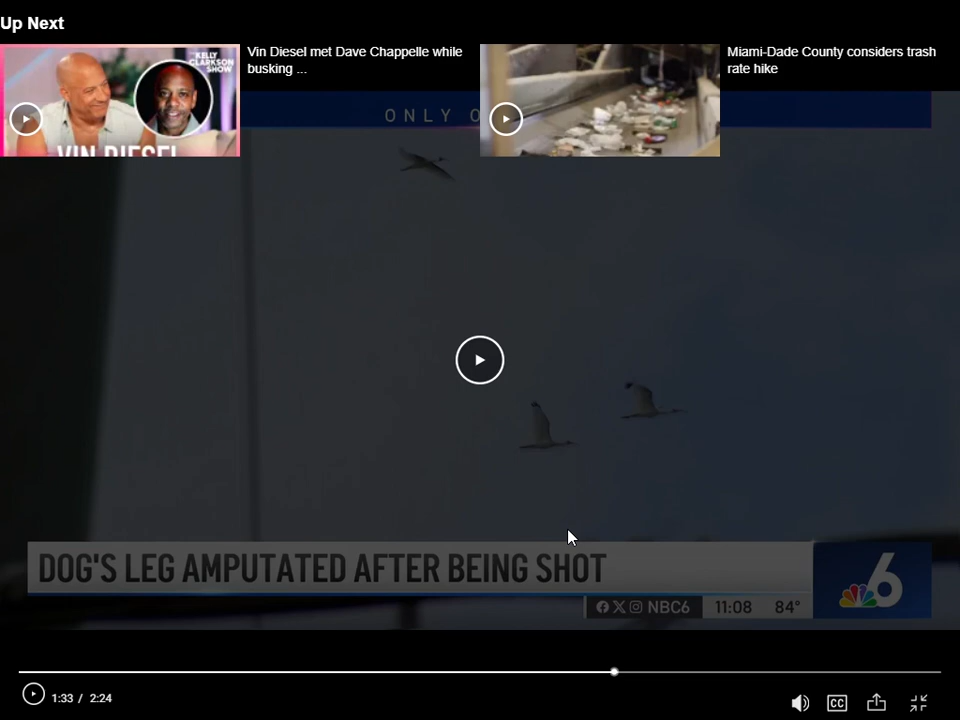 Up Next
KELLY
CLARKSON
SHOW
VIN DIESEL
Vin Diesel met Dave Chappelle while
busking ...
Miami-Dade County considers trash
rate hike
ONLY O
DOG'S LEG AMPUTATED AFTER BEING SHOT
6
NBC6 11:08 84°
1:33 / 2:24
CC